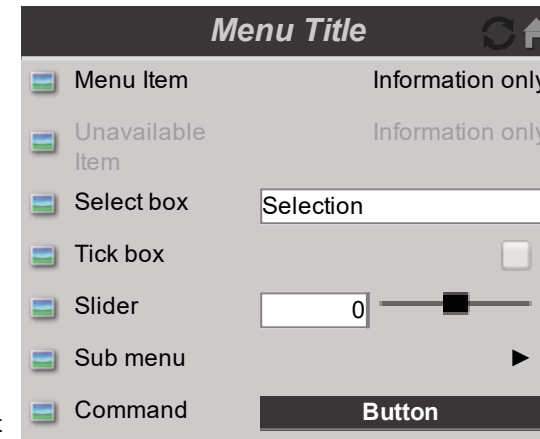 Menu Title
Menu Item Information only
Unavailable Information only
Item
Select box Selection
Tick box
Slider 0
Sub menu
Command Button